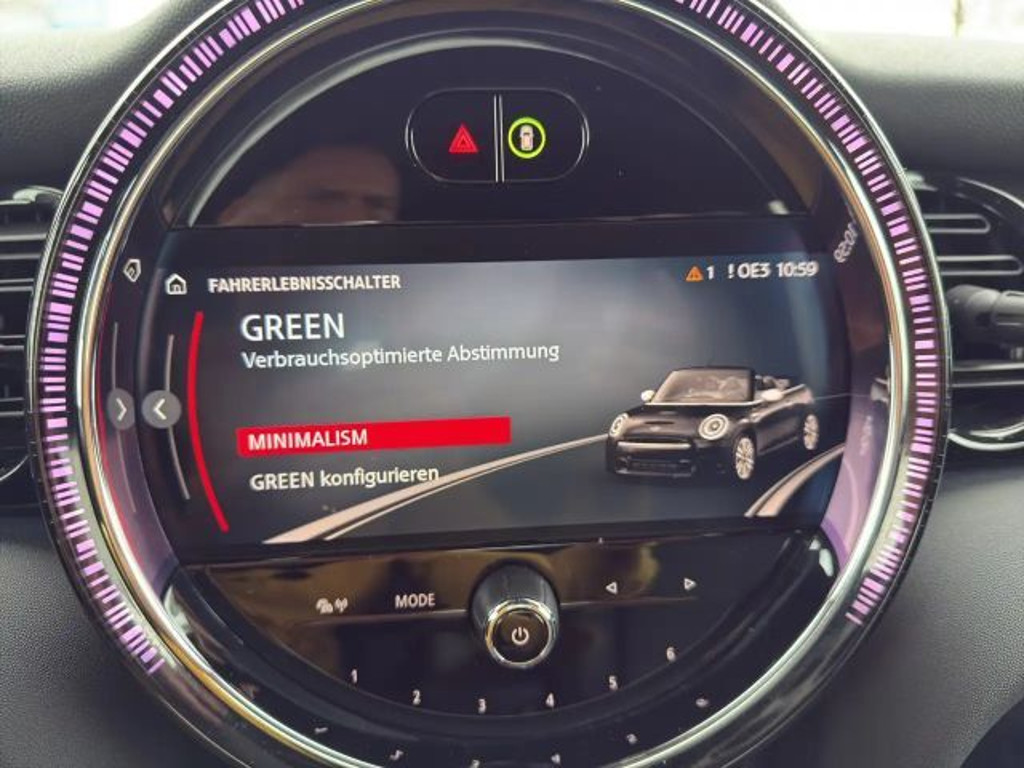 FAHRERLEBNISSCHALTER
1 ! OE3 10:59
GREEN
Verbrauchsoptimierte Abstimmung
MINIMALISM
GREEN konfigurieren
MODE
1 2 3 4 5 6